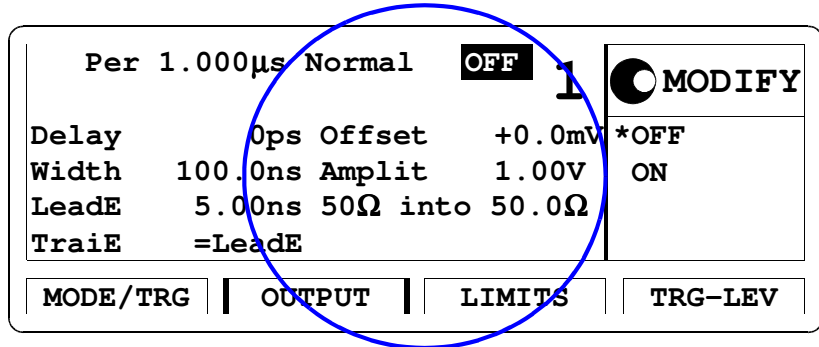 Per 1.000µs Normal OFF 1 MODIFY
Delay 0ps Offset +0.0mV *OFF
Width 100.0ns Amplit 1.00V ON
LeadE 5.00ns 50Ω into 50.0Ω
TraiE =LeadE
MODE/TRG OUTPUT LIMITS TRG-LEV